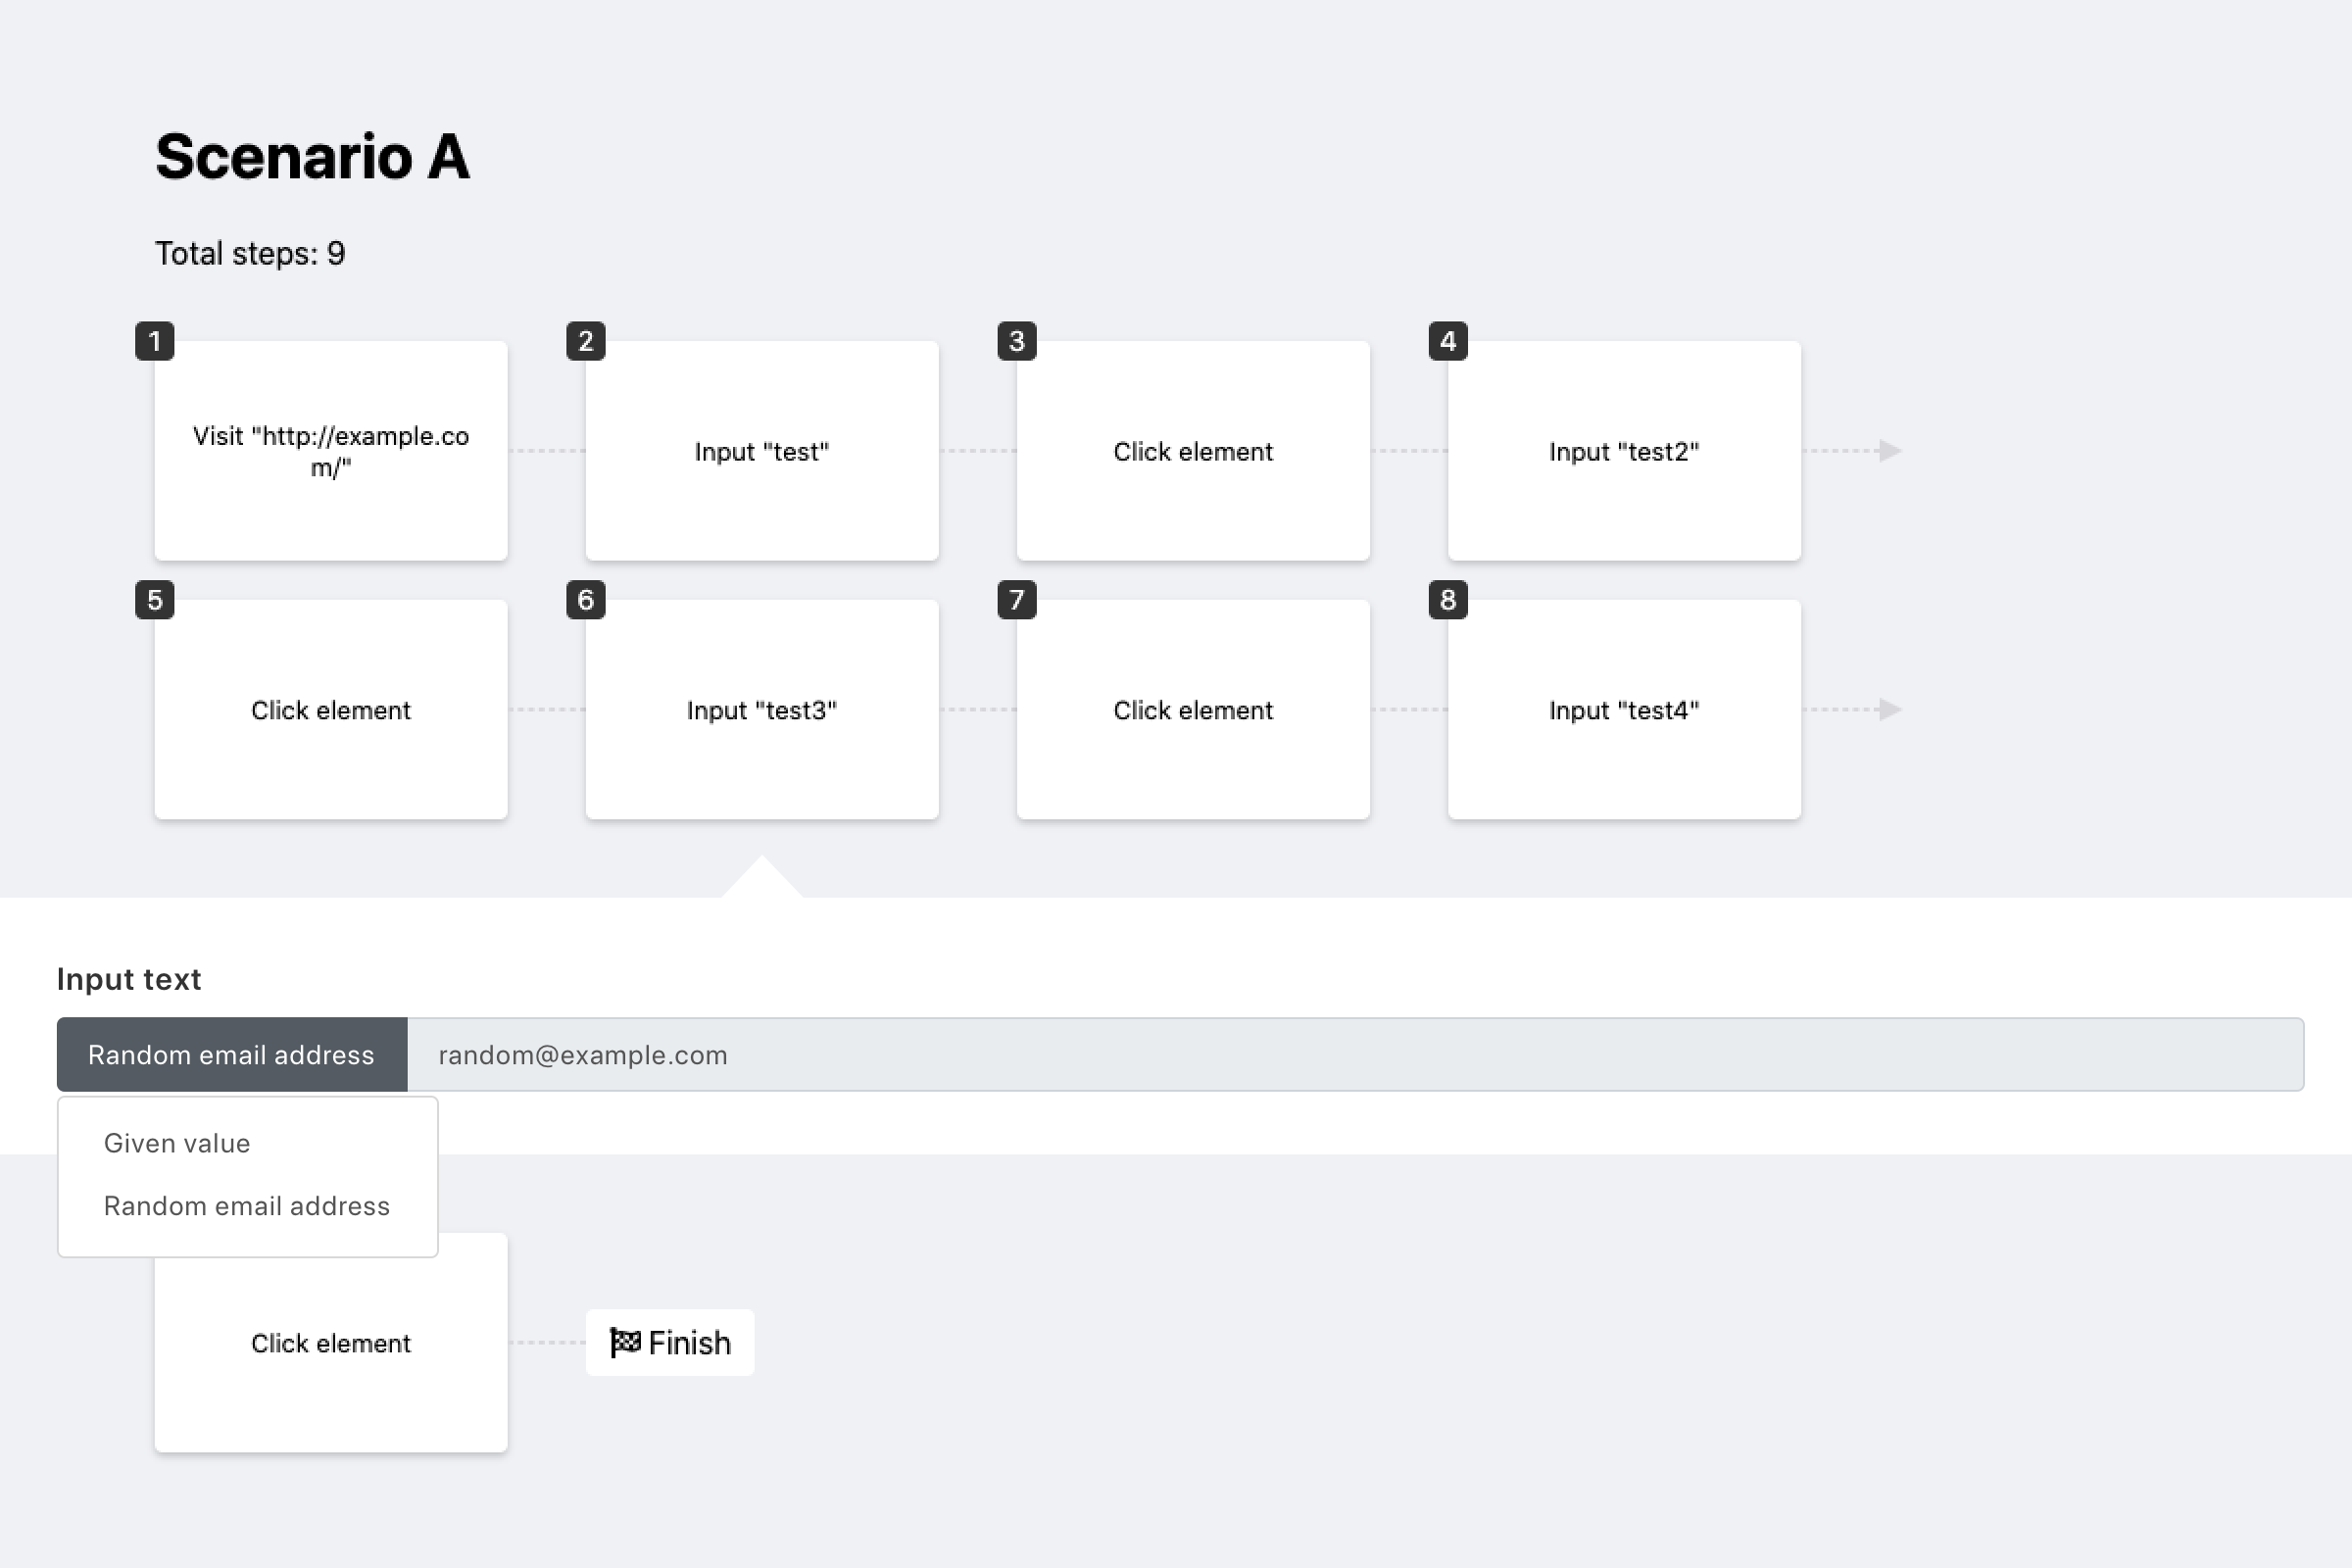 Scenario A
Total steps: 9
1
2
3
4
Visit "http://example.co
m/"
Input "test"
Click element
Input "test2"
5
6
7
8
Click element
Input "test3"
Click element
Input "test4"
Input text
Random email address
random@example.com
Given value
Random email address
Click element
Finish